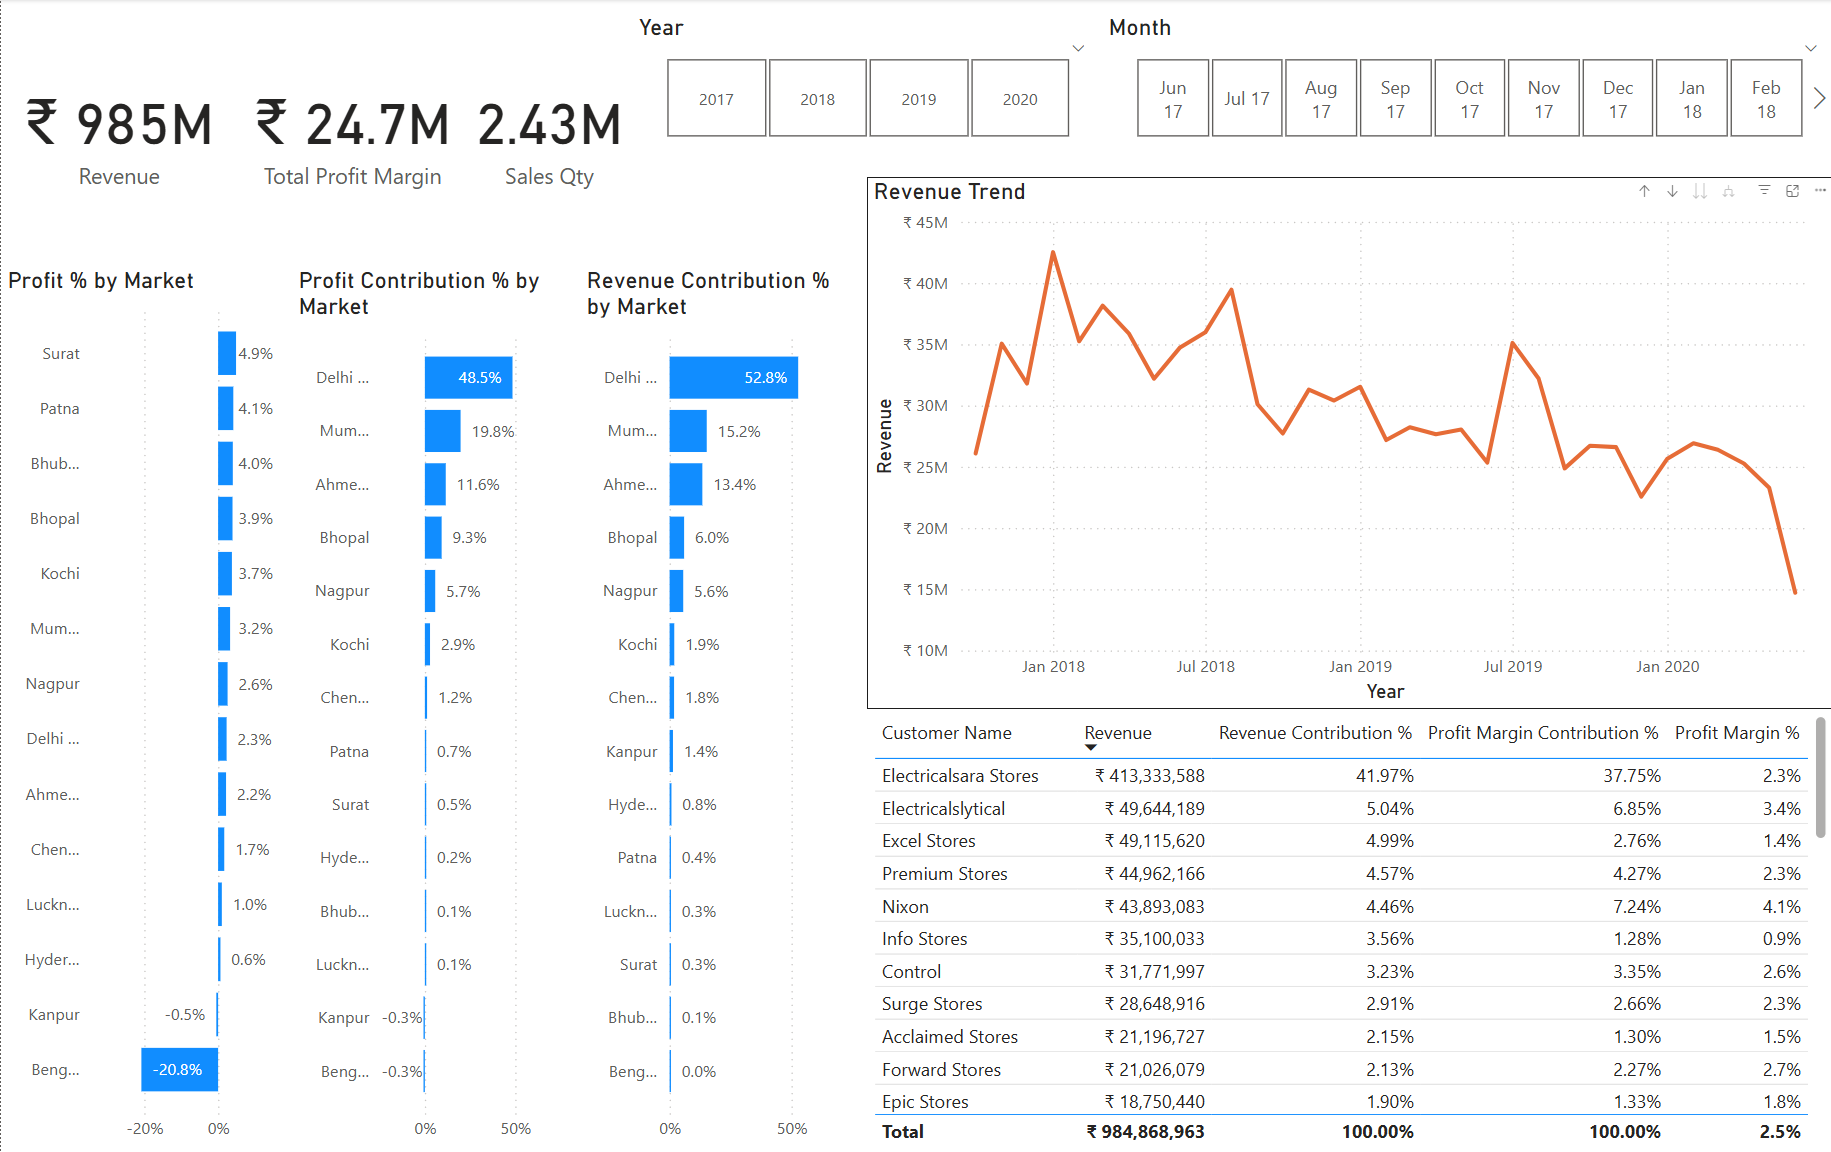 Year
Month
2017
2018
2019
2020
Jun
17
Jul 17
Aug
17
Sep
17
Oct
17
Nov
17
Dec
17
Jan
18
Feb
18
₹ 985M
Revenue
₹ 24.7M
Total Profit Margin
2.43M
Sales Qty
Profit % by Market
Surat 4.9%
Patna 4.1%
Bhub... 4.0%
Bhopal 3.9%
Kochi 3.7%
Mum... 3.2%
Nagpur 2.6%
Delhi ... 2.3%
Ahme... 2.2%
Chen... 1.7%
Luckn... 1.0%
Hyder... 0.6%
Kanpur -0.5%
Beng... -20.8%
-20% 0%
Profit Contribution % by
Market
Delhi ... 48.5%
Mum... 19.8%
Ahme... 11.6%
Bhopal 9.3%
Nagpur 5.7%
Kochi 2.9%
Chen... 1.2%
Patna 0.7%
Surat 0.5%
Hyde... 0.2%
Bhub... 0.1%
Luckn... 0.1%
Kanpur -0.3%
Beng... -0.3%
0% 50%
Revenue Contribution %
by Market
Delhi ... 52.8%
Mum... 15.2%
Ahme... 13.4%
Bhopal 6.0%
Nagpur 5.6%
Kochi 1.9%
Chen... 1.8%
Kanpur 1.4%
Hyde... 0.8%
Patna 0.4%
Luckn... 0.3%
Surat 0.3%
Bhub... 0.1%
Beng... 0.0%
0% 50%
Revenue Trend
₹ 45M
₹ 40M
₹ 35M
₹ 30M
₹ 25M
₹ 20M
₹ 15M
₹ 10M
Revenue
Jan 2018 Jul 2018 Jan 2019 Jul 2019 Jan 2020
Year
Customer Name Revenue Revenue Contribution % Profit Margin Contribution % Profit Margin %
Electricalsara Stores ₹ 413,333,588 41.97% 37.75% 2.3%
Electricalslytical ₹ 49,644,189 5.04% 6.85% 3.4%
Excel Stores ₹ 49,115,620 4.99% 2.76% 1.4%
Premium Stores ₹ 44,962,166 4.57% 4.27% 2.3%
Nixon ₹ 43,893,083 4.46% 7.24% 4.1%
Info Stores ₹ 35,100,033 3.56% 1.28% 0.9%
Control ₹ 31,771,997 3.23% 3.35% 2.6%
Surge Stores ₹ 28,648,916 2.91% 2.66% 2.3%
Acclaimed Stores ₹ 21,196,727 2.15% 1.30% 1.5%
Forward Stores ₹ 21,026,079 2.13% 2.27% 2.7%
Epic Stores ₹ 18,750,440 1.90% 1.33% 1.8%
Total ₹ 984,868,963 100.00% 100.00% 2.5%